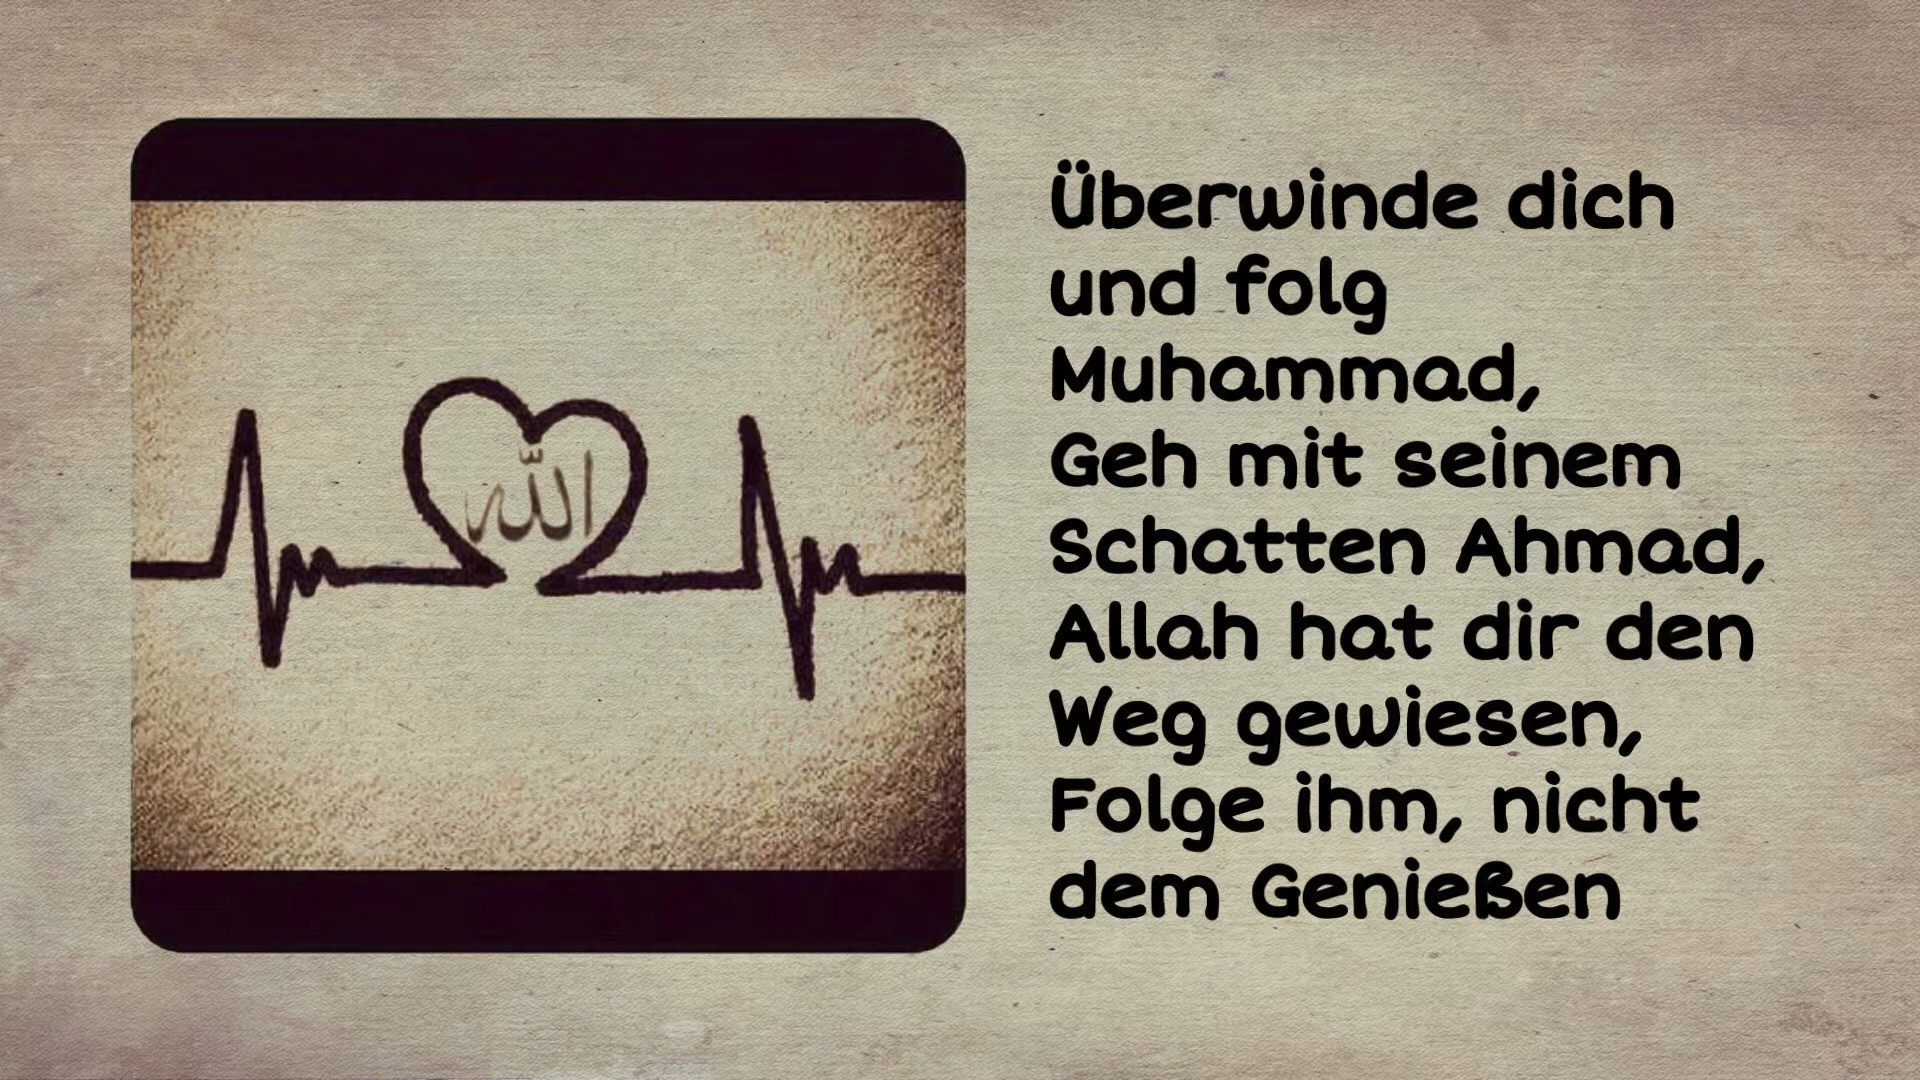 الله
Überwinde dich
und folg
Muhammad,
Geh mit seinem
Schatten Ahmad,
Allah hat dir den
Weg gewiesen,
Folge ihm, nicht
dem Genießen